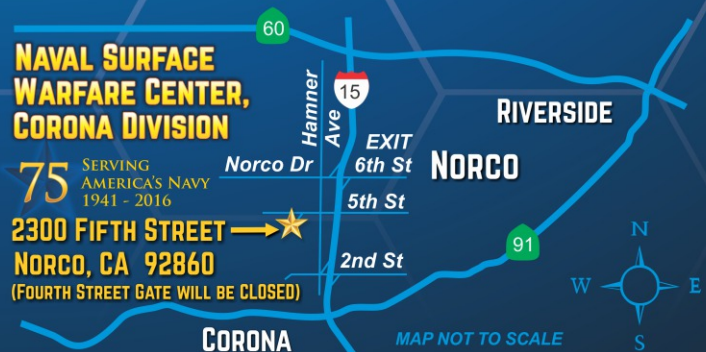 60
NAVAL SURFACE
WARFARE CENTER,
CORONA DIVISION
15
Hamner
Ave
RIVERSIDE
EXIT
Norco Dr 6th St
NORCO
75 SERVING
AMERICA'S NAVY
1941 - 2016
5th St
2300 FIFTH STREET
NORCO, CA 92860
(FOURTH STREET GATE WILL BE CLOSED)
2nd St
91
N
W E
S
CORONA
MAP NOT TO SCALE